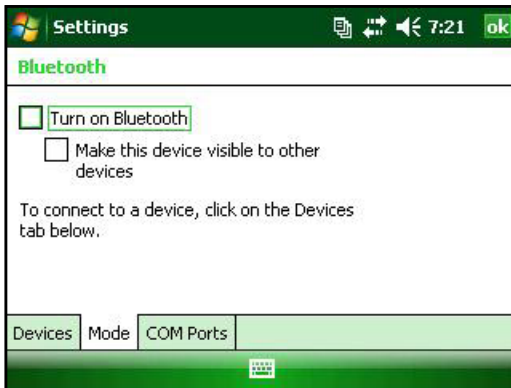 Settings 7:21 ok
Bluetooth
Turn on Bluetooth
Make this device visible to other
devices
To connect to a device, click on the Devices
tab below.
Devices Mode COM Ports